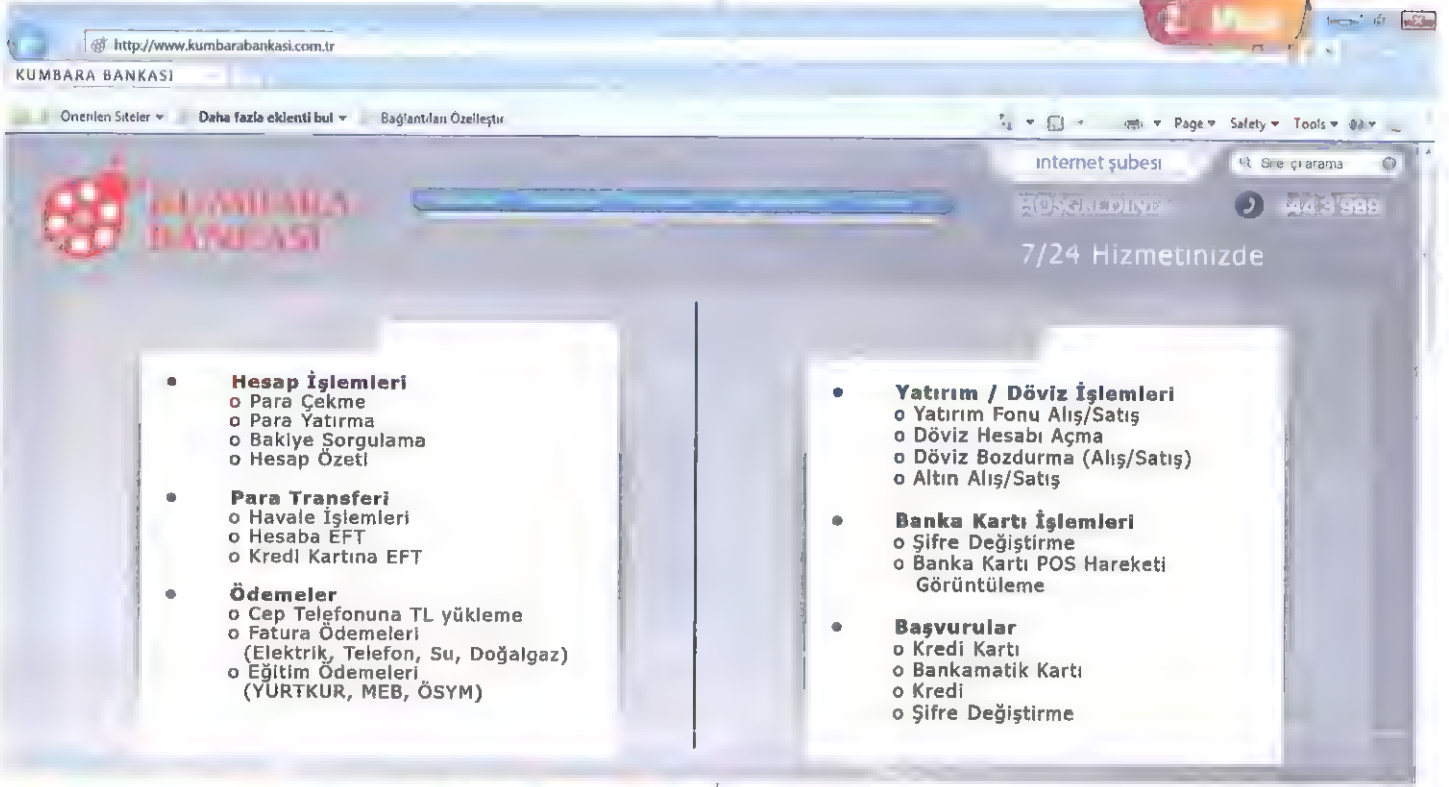 http://www.kumbarabankasi.com.tr
KUMBARA BANKASI
Önerilen Siteler
Daha fazla eklenti bul
Bağlantıları Özelleştir
Page
Safety
Tools
internet şubesi
KUMBARA
BANKASI
HOŞGELDİNİZ
7/24 Hizmetinizde
• Hesap İşlemleri
o Para Çekme
o Para Yatırma
o Bakiye Sorgulama
o Hesap Özeti
• Para Transferi
o Havale İşlemleri
o Hesaba EFT
o Kredi Kartına EFT
• Ödemeler
o Cep Telefonuna TL yükleme
o Fatura Ödemeleri
(Elektrik, Telefon, Su, Doğalgaz)
o Eğitim Ödemeleri
(YURTKUR, MEB, ÖSYM)
• Yatırım / Döviz İşlemleri
o Yatırım Fonu Alış/Satış
o Döviz Hesabı Açma
o Döviz Bozdurma (Alış/Satış)
o Altın Alış/Satış
• Banka Kartı İşlemleri
o Şifre Değiştirme
o Banka Kartı POS Hareketi
Görüntüleme
• Başvurular
o Kredi Kartı
o Bankamatik Kartı
o Kredi
o Şifre Değiştirme